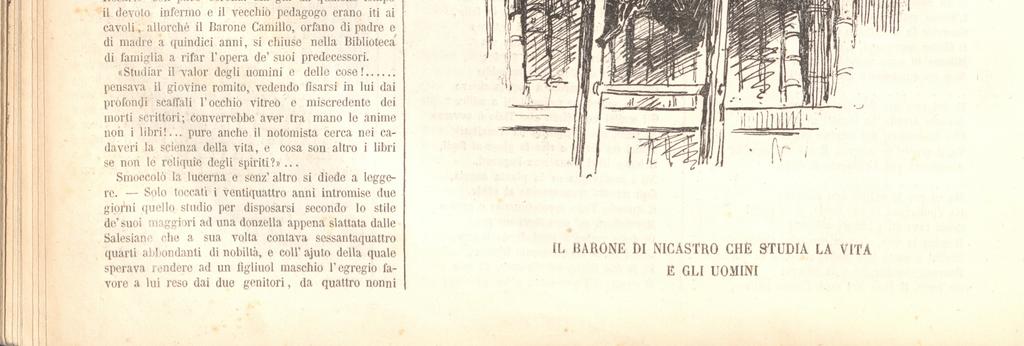 il devoto infermo e il vecchio pedagogo erano iti ai
cavoli, allorchè il Barone Camillo, orfano di padre e
di madre a quindici anni, si chiuse nella Biblioteca
di famiglia a rifar l'opera de' suoi predecessori.
«Studiar il valor degli uomini e delle cose!......
pensava il giovine romito, vedendo fisarsi in lui dai
profondi scaffali l'occhio vitreo e miscredente dei
morti scrittori; converrebbe aver tra mano le anime
non i libri!... pure anche il notomista cerca nei ca-
daveri la scienza della vita, e cosa son altro i libri
se non le reliquie degli spiriti?» ...
Smoccolò la lucerna e senz'altro si diede a legge-
re. — Solo toccati i ventiquattro anni intromise due
giorni quello studio per disposarsi secondo lo stile
de' suoi maggiori ad una donzella appena slattata dalle
Salesiane che a sua volta contava sessantaquattro
quarti abbondanti di nobiltà, e coll'ajuto della quale
sperava rendere ad un figliuol maschio l'egregio fa-
vore a lui reso dai due genitori, da quattro nonni
IL BARONE DI NICASTRO CHE STUDIA LA VITA
E GLI UOMINI